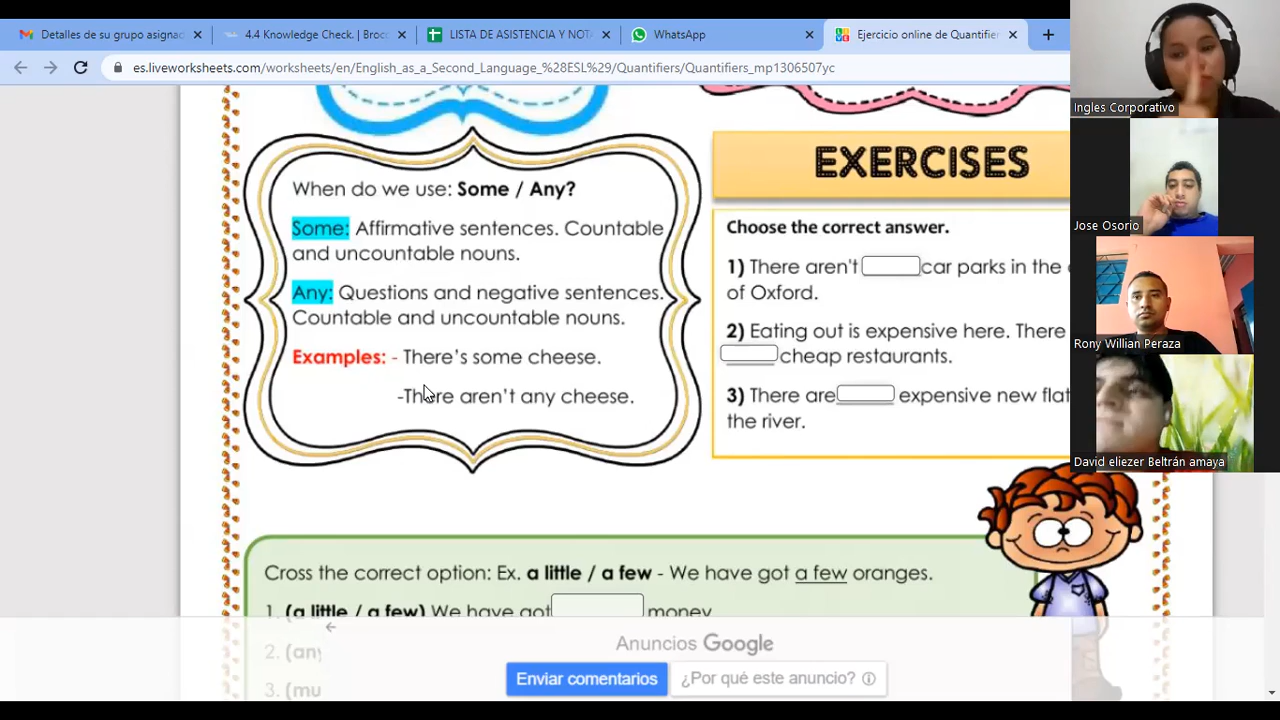 Detalles de su grupo asignac
4.4 Knowledge Check. | Broc
LISTA DE ASISTENCIA Y NOTA
WhatsApp
Ejercicio online de Quantifier
es.liveworksheets.com/worksheets/en/English_as_a_Second_Language_%28ESL%29/Quantifiers/Quantifiers_mp1306507yc
Ingles Corporativo
Jose Osorio
Rony Willian Peraza
David eliezer Beltrán amaya
When do we use: Some / Any?
Some: Affirmative sentences. Countable
and uncountable nouns.
Any: Questions and negative sentences.
Countable and uncountable nouns.
Examples: - There's some cheese.
-There aren't any cheese.
EXERCISES
Choose the correct answer.
1) There aren't car parks in the
of Oxford.
2) Eating out is expensive here. There
cheap restaurants.
3) There are expensive new flat
the river.
Cross the correct option: Ex. a little / a few - We have got a few oranges.
1. (a little / a few) We have got money
2. (any
3. (mu
Anuncios Google
Enviar comentarios
¿Por qué este anuncio?